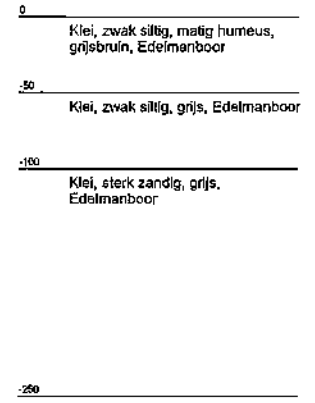 0
Klei, zwak siltig, matig humeus,
grijsbruin, Edelmanboor
-50
Klei, zwak siltig, grijs, Edelmanboor
-100
Klei, sterk zandig, grijs,
Edelmanboor
-250